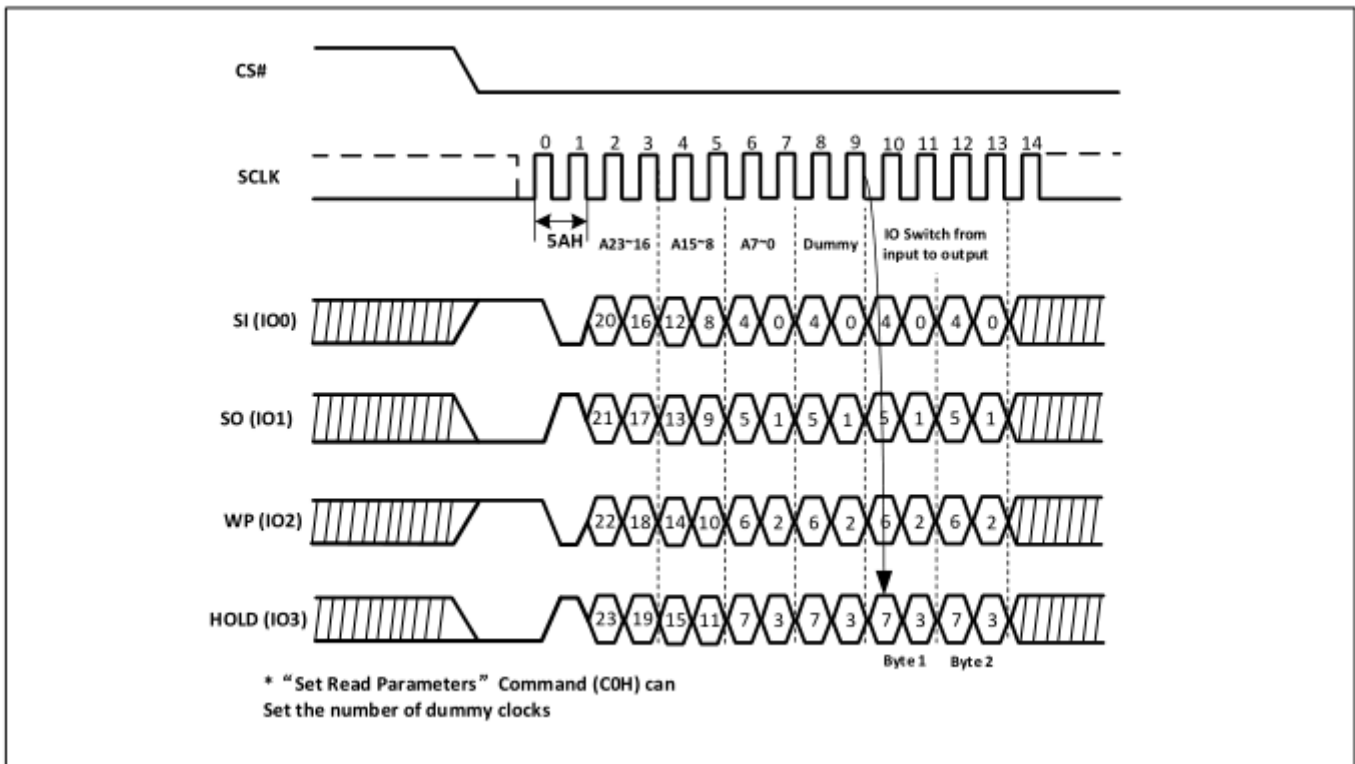 CS#
0 1 2 3 4 5 6 7 8 9 10 11 12 13 14
SCLK
5AH A23~16 A15~8 A7~0 Dummy IO Switch from
input to output
SI (IO0) 20 16 12 8 4 0 4 0 4 0 4 0
SO (IO1) 21 17 13 9 5 1 5 1 5 1 5 1
WP (IO2) 22 18 14 10 6 2 6 2 6 2 6 2
HOLD (IO3) 23 19 15 11 7 3 7 3 7 3 7 3
Byte 1 Byte 2
* “Set Read Parameters” Command (C0H) can
Set the number of dummy clocks